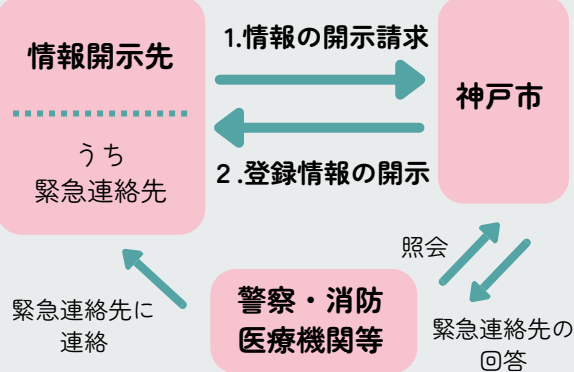 情報開示先
うち
緊急連絡先
1.情報の開示請求
2.登録情報の開示
神戸市
照会
緊急連絡先の
回答
警察・消防
医療機関等
緊急連絡先に
連絡